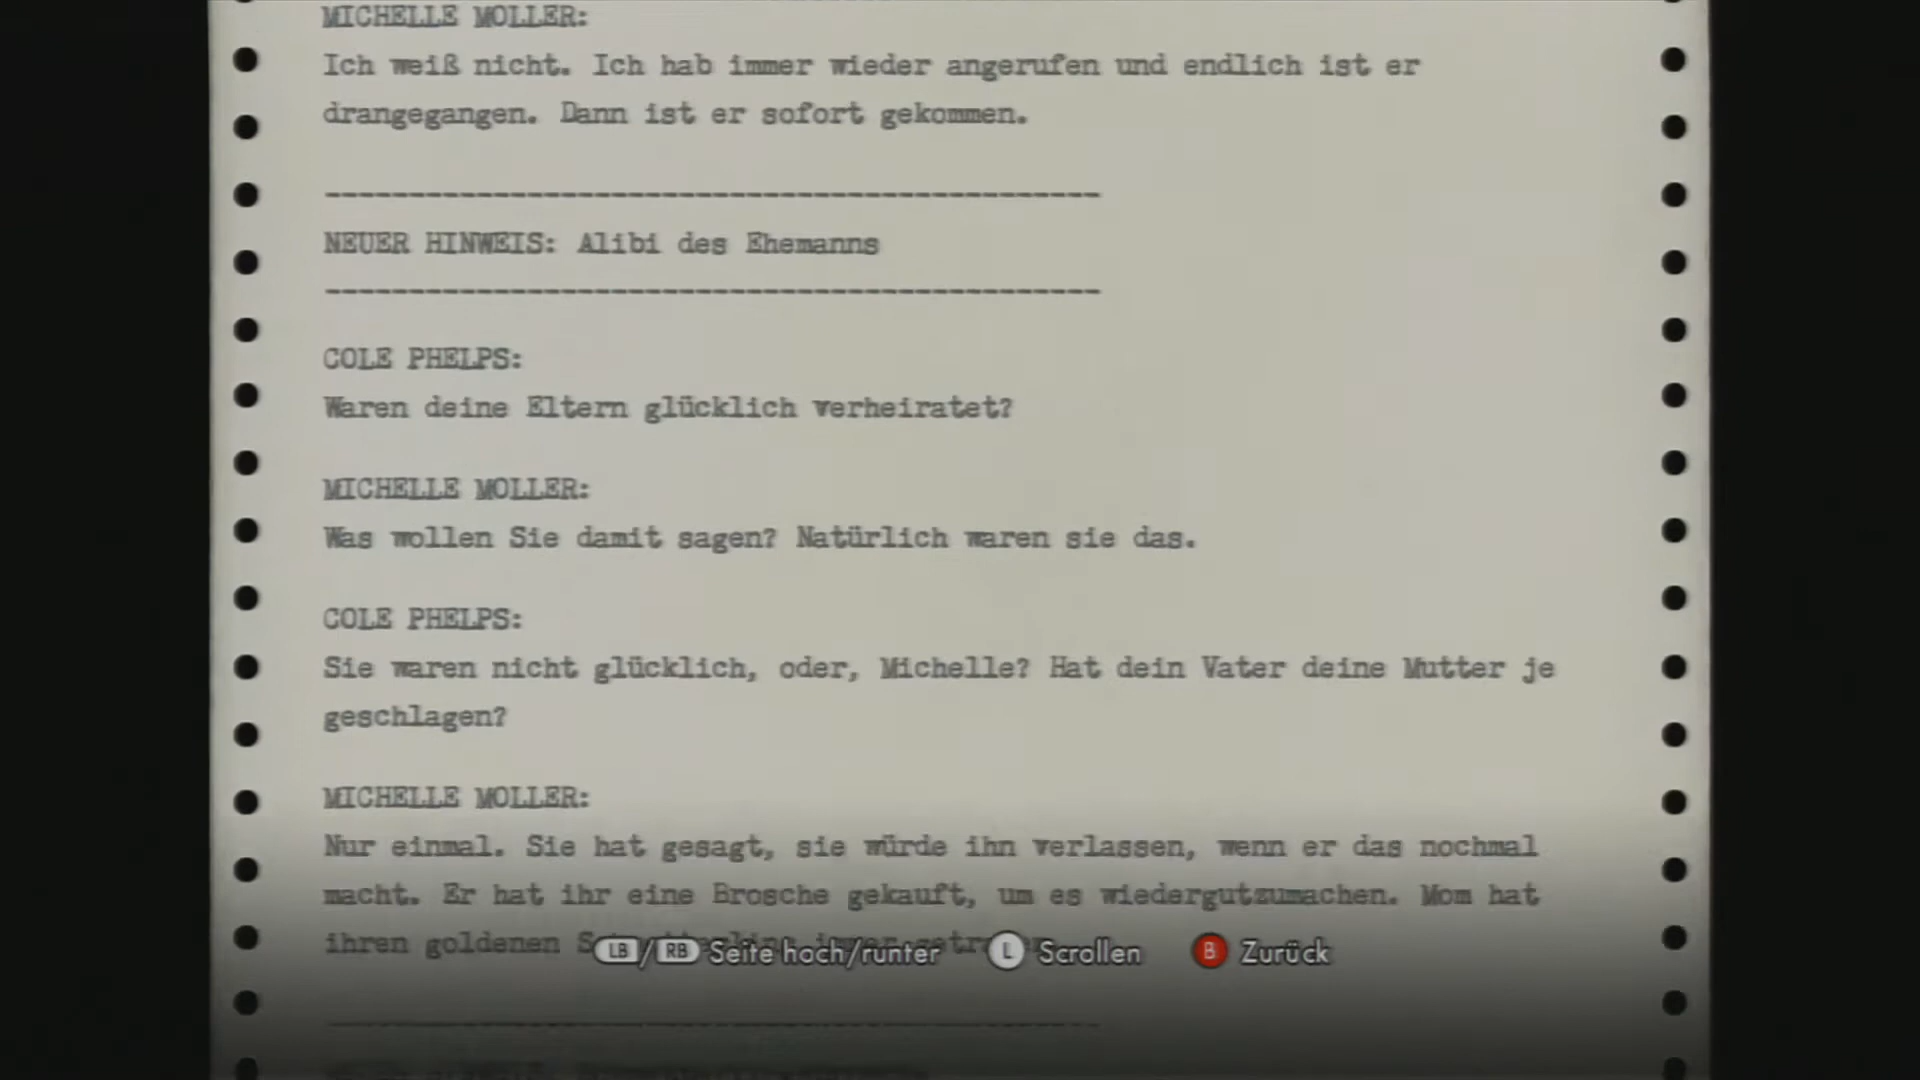 MICHELLE MOLLER:
Ich weiß nicht. Ich hab immer wieder angerufen und endlich ist er
drangegangen. Dann ist er sofort gekommen.
NEUER HINWEIS: Alibi des Ehemanns
COLE PHELPS:
Waren deine Eltern glücklich verheiratet?
MICHELLE MOLLER:
Was wollen Sie damit sagen? Natürlich waren sie das.
COLE PHELPS:
Sie waren nicht glücklich, oder, Michelle? Hat dein Vater deine Mutter je
geschlagen?
MICHELLE MOLLER:
Nur einmal. Sie hat gesagt, sie würde ihn verlassen, wenn er das nochmal
macht. Er hat ihr eine Brosche gekauft, um es wiedergutzumachen. Mom hat
ihren goldenen
LB/RB Seite hoch/runter L Scrollen B Zurück